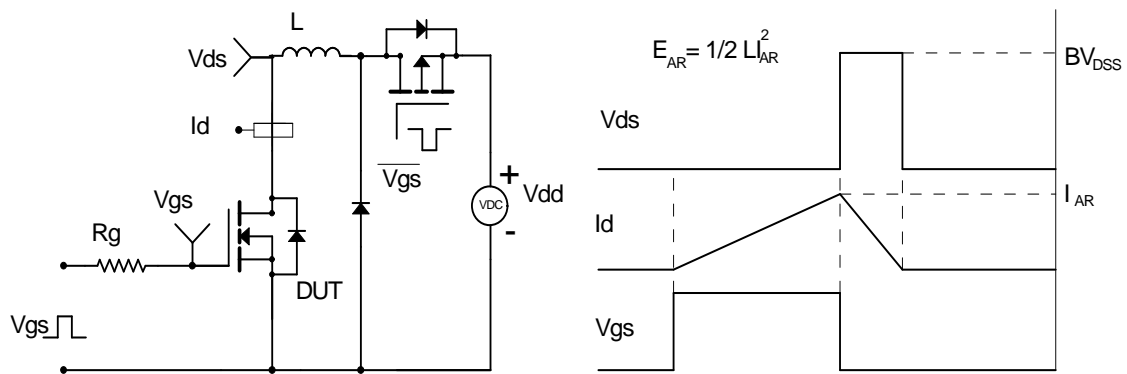 L
Vds
Id
Vgs
Vgs
Rg
DUT
Vgs
+
VDC
Vdd
-
E_AR = 1/2 LI_AR^2
BV_DSS
Vds
I_AR
Id
Vgs